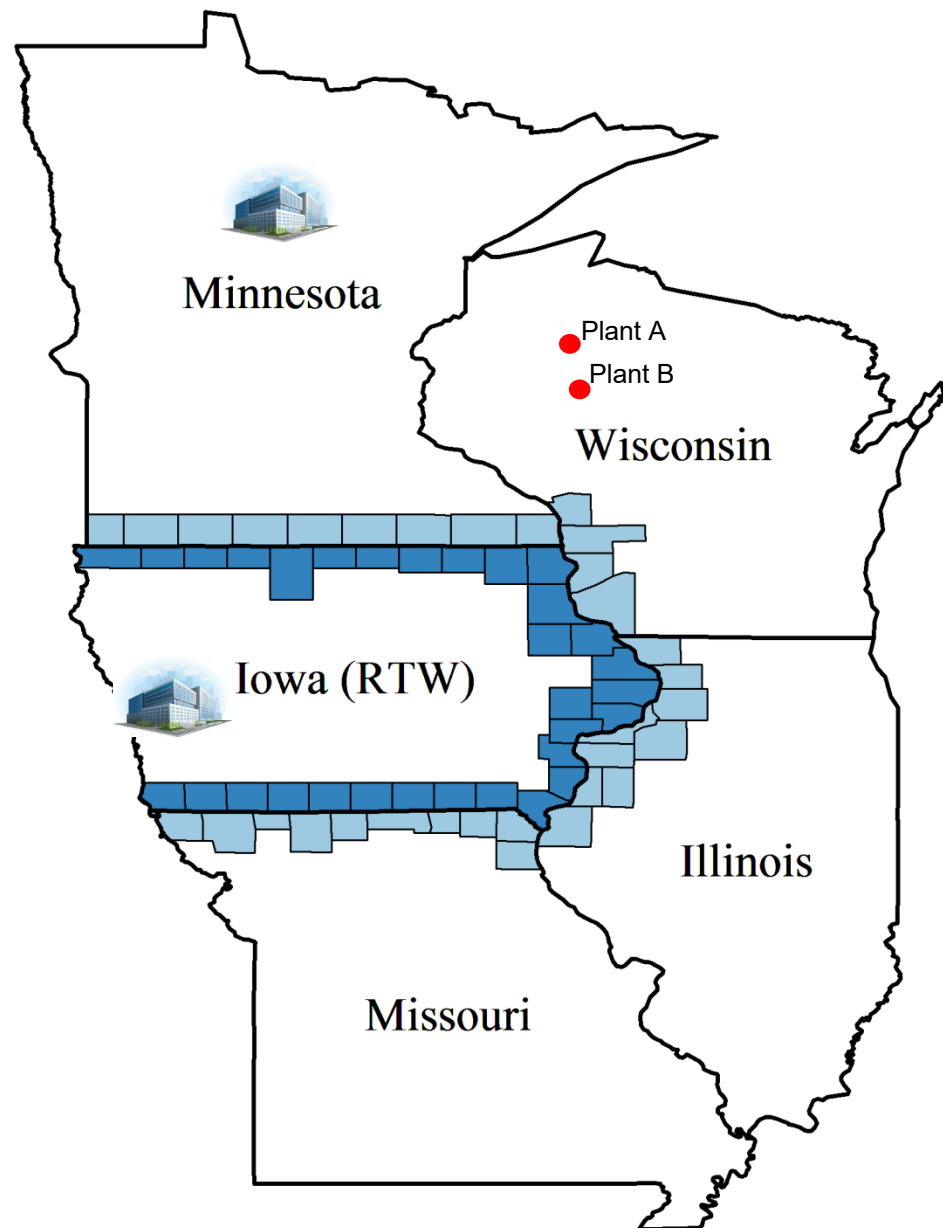 Minnesota
Plant A
Plant B
Wisconsin
Iowa (RTW)
Illinois
Missouri